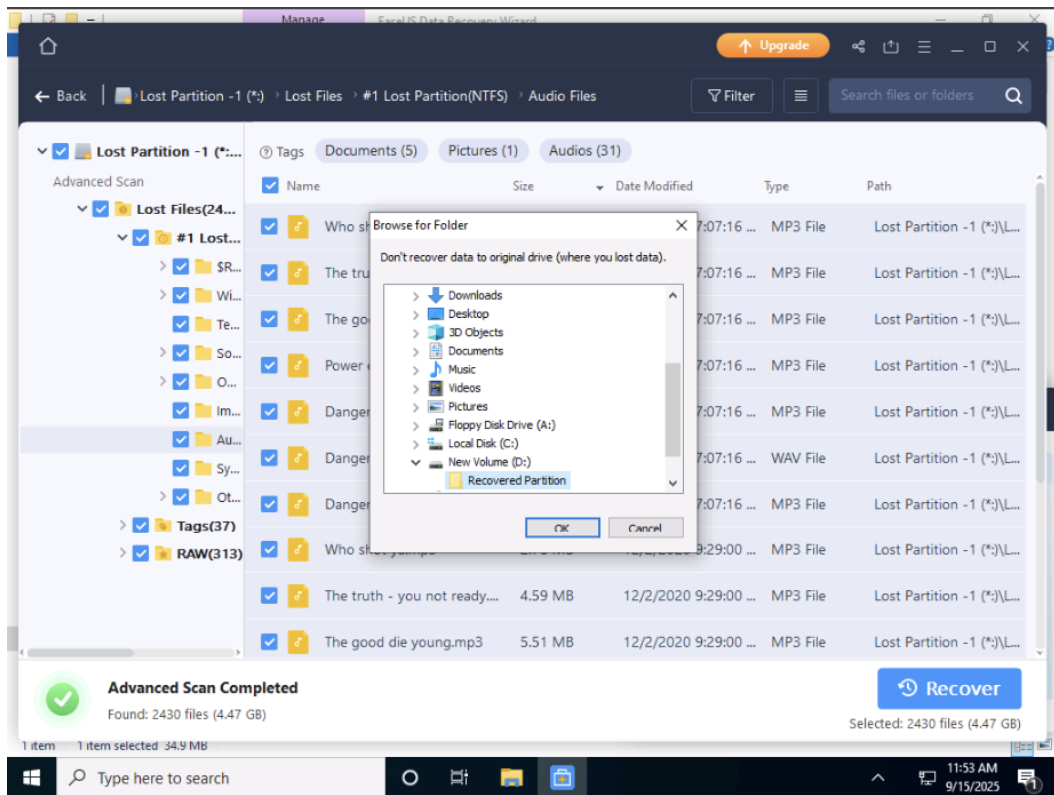 Manage EaseUS Data Recovery Wizard
Upgrade
Back Lost Partition -1 (*:) Lost Files #1 Lost Partition(NTFS) Audio Files Filter Search files or folders
Lost Partition -1 (*:...
Advanced Scan
Lost Files(24...
#1 Lost...
$R...
Wi...
Te...
So...
O...
Im...
Au...
Sy...
Ot...
Tags(37)
RAW(313)
Tags Documents (5) Pictures (1) Audios (31)
Name Size Date Modified Type Path
Who sh 7:07:16 ... MP3 File Lost Partition -1 (*:)\L...
The tru 7:07:16 ... MP3 File Lost Partition -1 (*:)\L...
The go 7:07:16 ... MP3 File Lost Partition -1 (*:)\L...
Power 7:07:16 ... MP3 File Lost Partition -1 (*:)\L...
Danger 7:07:16 ... MP3 File Lost Partition -1 (*:)\L...
Danger 7:07:16 ... WAV File Lost Partition -1 (*:)\L...
Danger 7:07:16 ... MP3 File Lost Partition -1 (*:)\L...
Who 9:29:00 ... MP3 File Lost Partition -1 (*:)\L...
The truth - you not ready.... 4.59 MB 12/2/2020 9:29:00 ... MP3 File Lost Partition -1 (*:)\L...
The good die young.mp3 5.51 MB 12/2/2020 9:29:00 ... MP3 File Lost Partition -1 (*:)\L...
Browse for Folder
Don't recover data to original drive (where you lost data).
Downloads
Desktop
3D Objects
Documents
Music
Videos
Pictures
Floppy Disk Drive (A:)
Local Disk (C:)
New Volume (D:)
Recovered Partition
OK Cancel
Advanced Scan Completed
Found: 2430 files (4.47 GB)
Recover
Selected: 2430 files (4.47 GB)
1 item 1 item selected 34.9 MB
Type here to search
11:53 AM
9/15/2025
1